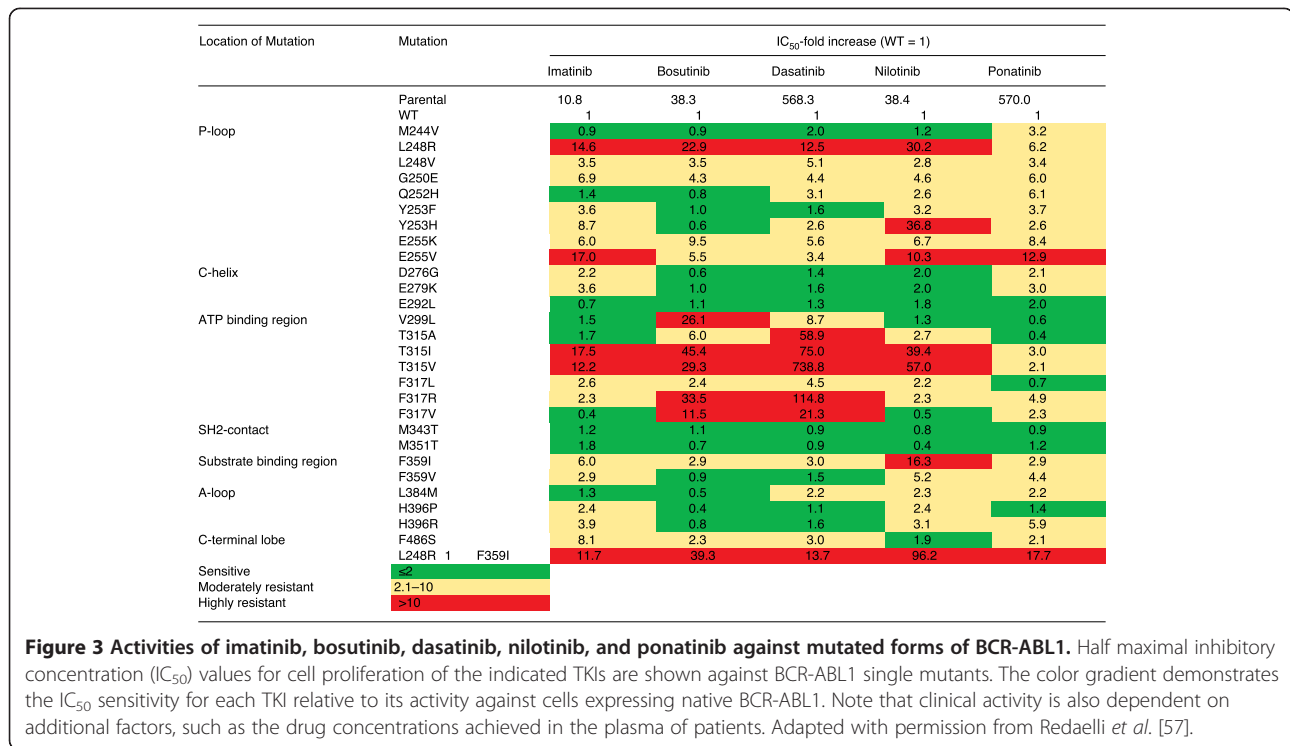 Location of Mutation Mutation IC50-fold increase (WT = 1)
Imatinib Bosutinib Dasatinib Nilotinib Ponatinib
Parental 10.8 38.3 568.3 38.4 570.0
WT 1 1 1 1 1
P-loop M244V 0.9 0.9 2.0 1.2 3.2
L248R 14.6 22.9 12.5 30.2 6.2
L248V 3.5 3.5 5.1 2.8 3.4
G250E 6.9 4.3 4.4 4.6 6.0
Q252H 1.4 0.8 3.1 2.6 6.1
Y253F 3.6 1.0 1.6 3.2 3.7
Y253H 8.7 0.6 2.6 36.8 2.6
E255K 6.0 9.5 5.6 6.7 8.4
E255V 17.0 5.5 3.4 10.3 12.9
C-helix D276G 2.2 0.6 1.4 2.0 2.1
E279K 3.6 1.0 1.6 2.0 3.0
E292L 0.7 1.1 1.3 1.8 2.0
ATP binding region V299L 1.5 26.1 8.7 1.3 0.6
T315A 1.7 6.0 58.9 2.7 0.4
T315I 17.5 45.4 75.0 39.4 3.0
T315V 12.2 29.3 738.8 57.0 2.1
F317L 2.6 2.4 4.5 2.2 0.7
F317R 2.3 33.5 114.8 2.3 4.9
F317V 0.4 11.5 21.3 0.5 2.3
SH2-contact M343T 1.2 1.1 0.9 0.8 0.9
M351T 1.8 0.7 0.9 0.4 1.2
Substrate binding region F359I 6.0 2.9 3.0 16.3 2.9
F359V 2.9 0.9 1.5 5.2 4.4
A-loop L384M 1.3 0.5 2.2 2.3 2.2
H396P 2.4 0.4 1.1 2.4 1.4
H396R 3.9 0.8 1.6 3.1 5.9
C-terminal lobe F486S 8.1 2.3 3.0 1.9 2.1
L248R 1 F359I 11.7 39.3 13.7 96.2 17.7
Sensitive ≤2
Moderately resistant 2.1–10
Highly resistant >10
Figure 3 Activities of imatinib, bosutinib, dasatinib, nilotinib, and ponatinib against mutated forms of BCR-ABL1. Half maximal inhibitory
concentration (IC50) values for cell proliferation of the indicated TKIs are shown against BCR-ABL1 single mutants. The color gradient demonstrates
the IC50 sensitivity for each TKI relative to its activity against cells expressing native BCR-ABL1. Note that clinical activity is also dependent on
additional factors, such as the drug concentrations achieved in the plasma of patients. Adapted with permission from Redaelli et al. [57].